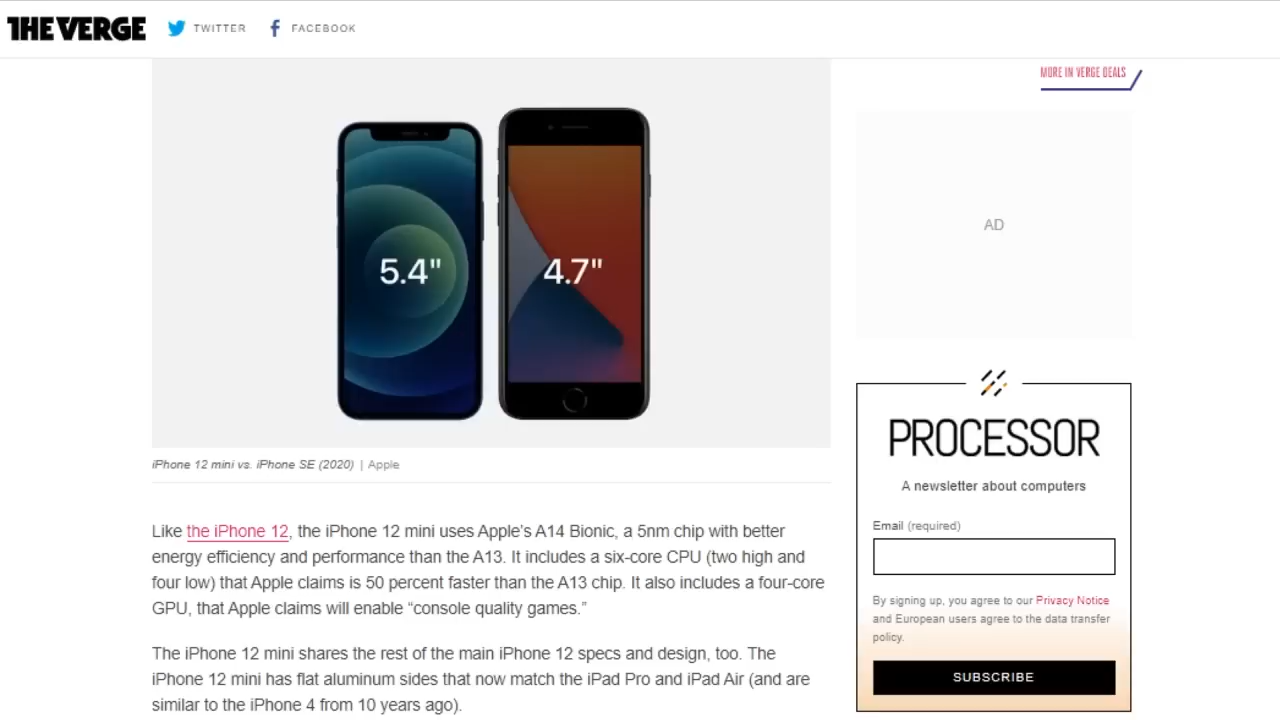 THE VERGE
TWITTER
FACEBOOK
MORE IN VERGE DEALS
5.4"
4.7"
iPhone 12 mini vs. iPhone SE (2020) | Apple
Like the iPhone 12, the iPhone 12 mini uses Apple's A14 Bionic, a 5nm chip with better
energy efficiency and performance than the A13. It includes a six-core CPU (two high and
four low) that Apple claims is 50 percent faster than the A13 chip. It also includes a four-core
GPU, that Apple claims will enable “console quality games.”
The iPhone 12 mini shares the rest of the main iPhone 12 specs and design, too. The
iPhone 12 mini has flat aluminum sides that now match the iPad Pro and iPad Air (and are
similar to the iPhone 4 from 10 years ago).
AD
PROCESSOR
A newsletter about computers
Email (required)
By signing up, you agree to our Privacy Notice
and European users agree to the data transfer
policy.
SUBSCRIBE